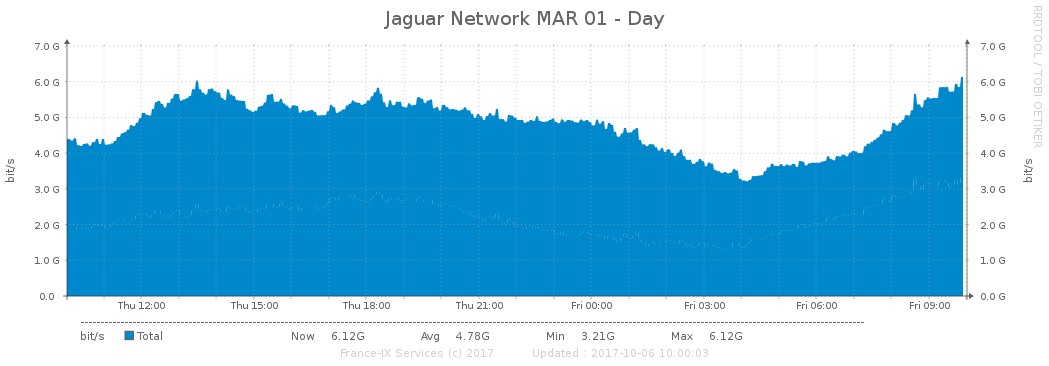 Jaguar Network MAR 01 - Day
RRDTOOL / TOBI OETIKER
7.0 G 7.0 G
6.0 G 6.0 G
5.0 G 5.0 G
4.0 G 4.0 G
3.0 G 3.0 G
2.0 G 2.0 G
1.0 G 1.0 G
0.0 0.0 G
bit/s
bit/s
Thu 12:00 Thu 15:00 Thu 18:00 Thu 21:00 Fri 00:00 Fri 03:00 Fri 06:00 Fri 09:00
bit/s Total Now 6.12G Avg 4.78G Min 3.21G Max 6.12G
France-IX Services (c) 2017 Updated : 2017-10-06 10:00:03